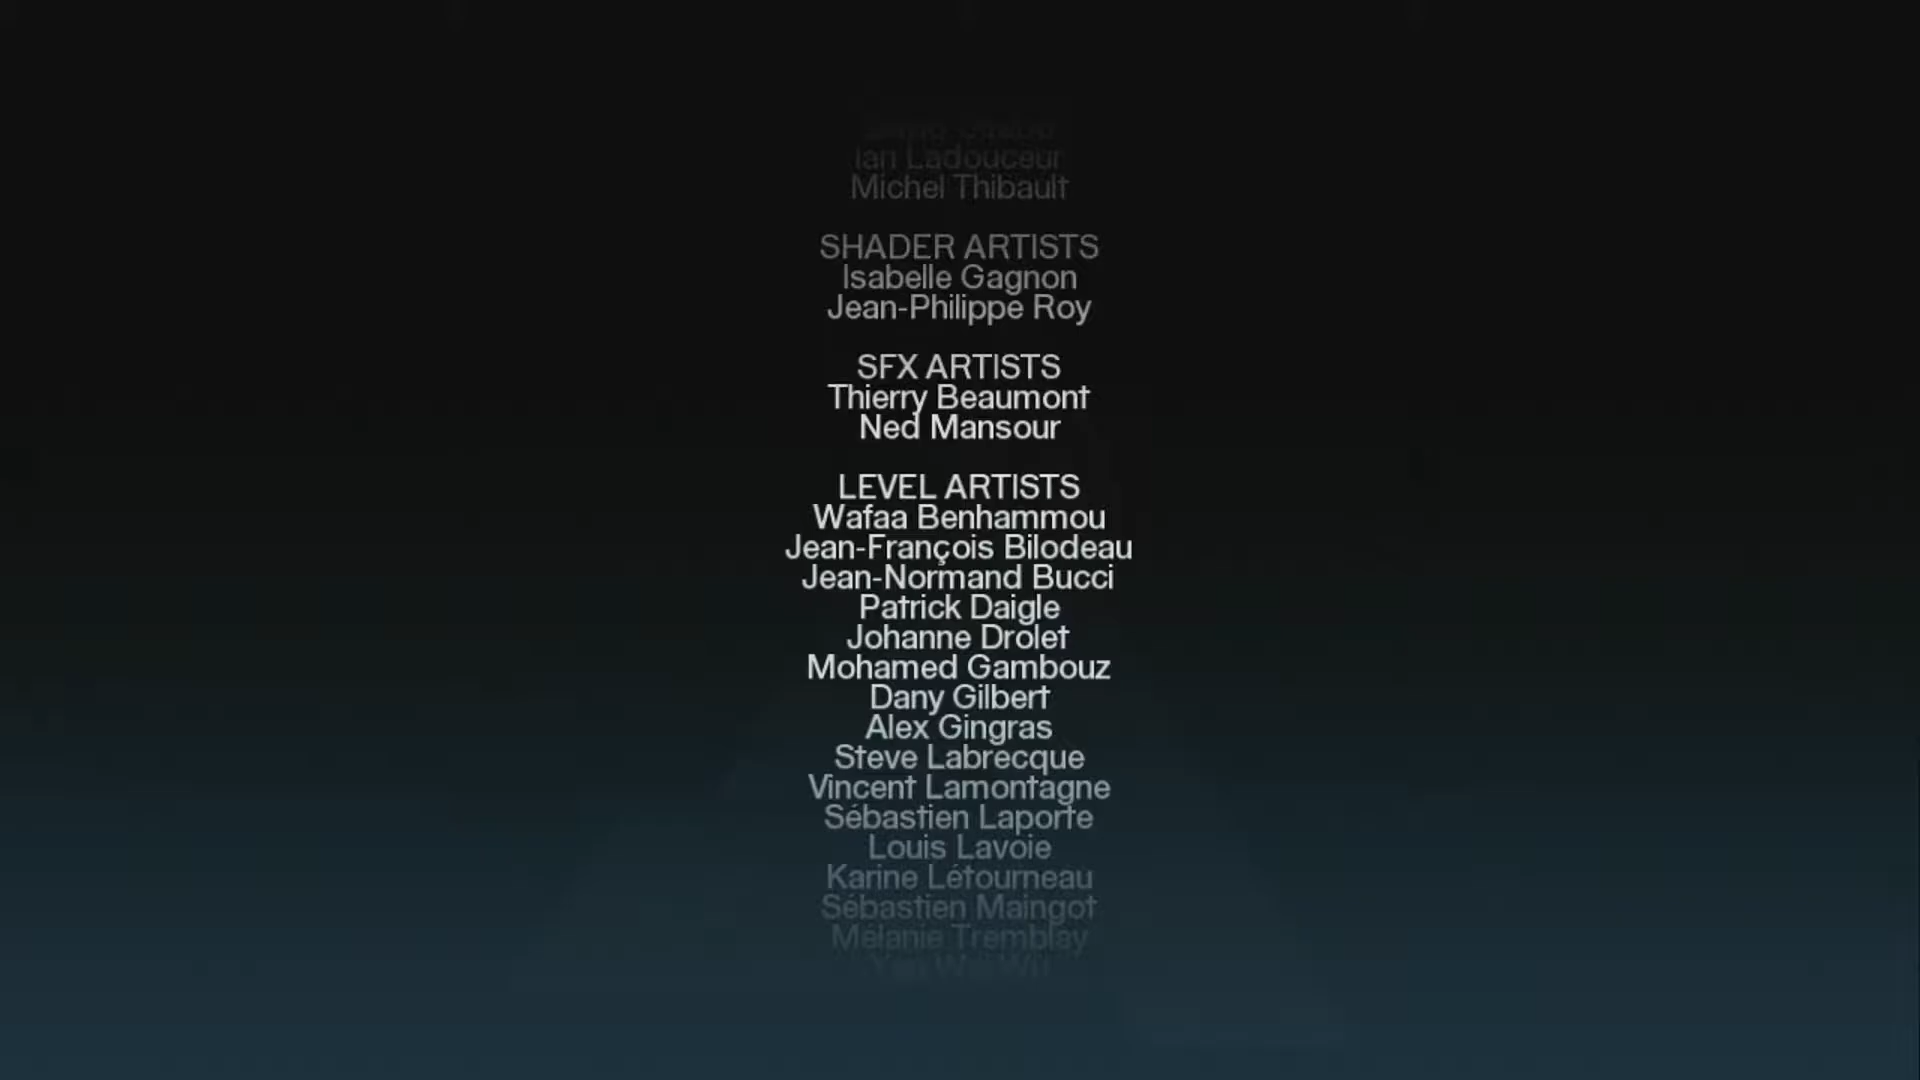 Ian Ladouceur
Michel Thibault
SHADER ARTISTS
Isabelle Gagnon
Jean-Philippe Roy
SFX ARTISTS
Thierry Beaumont
Ned Mansour
LEVEL ARTISTS
Wafaa Benhammou
Jean-François Bilodeau
Jean-Normand Bucci
Patrick Daigle
Johanne Drolet
Mohamed Gambouz
Dany Gilbert
Alex Gingras
Steve Labrecque
Vincent Lamontagne
Sébastien Laporte
Louis Lavoie
Karine Létourneau
Sébastien Maingot
Mélanie Tremblay